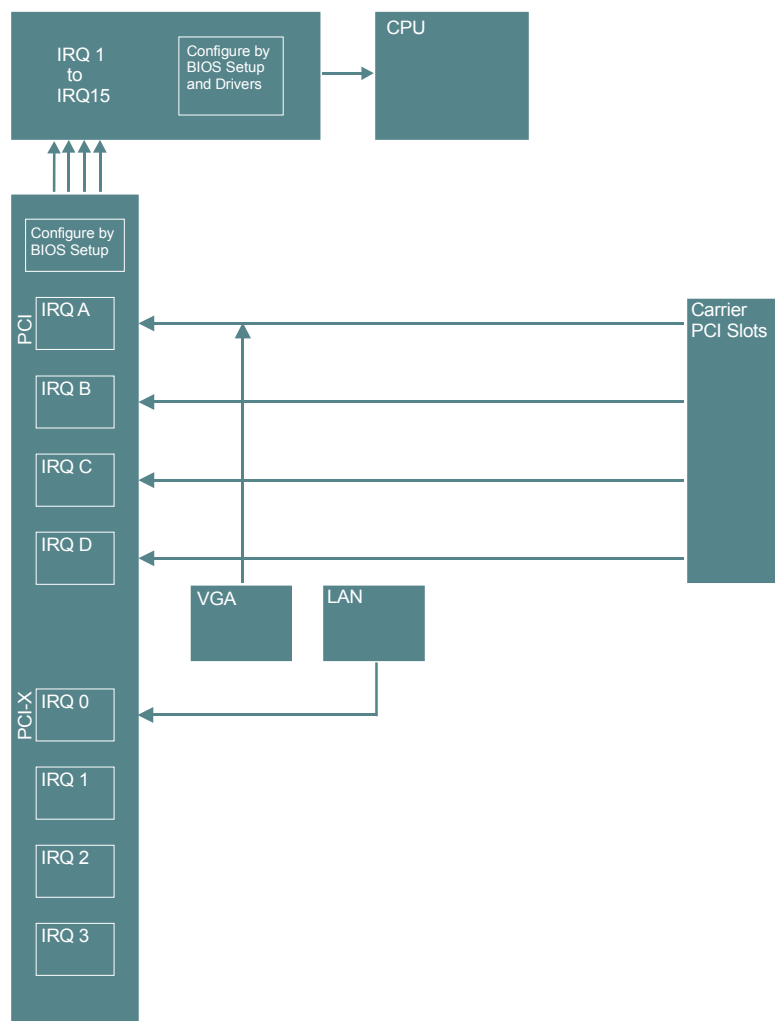 IRQ 1
to
IRQ15
Configure by
BIOS Setup
and Drivers
CPU
Configure by
BIOS Setup
PCI
IRQ A
IRQ B
IRQ C
IRQ D
Carrier
PCI Slots
VGA
LAN
PCI-X
IRQ 0
IRQ 1
IRQ 2
IRQ 3